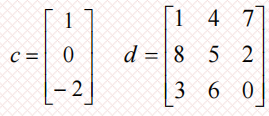 c = [1 0 -2] d = [1 4 7
8 5 2
3 6 0]